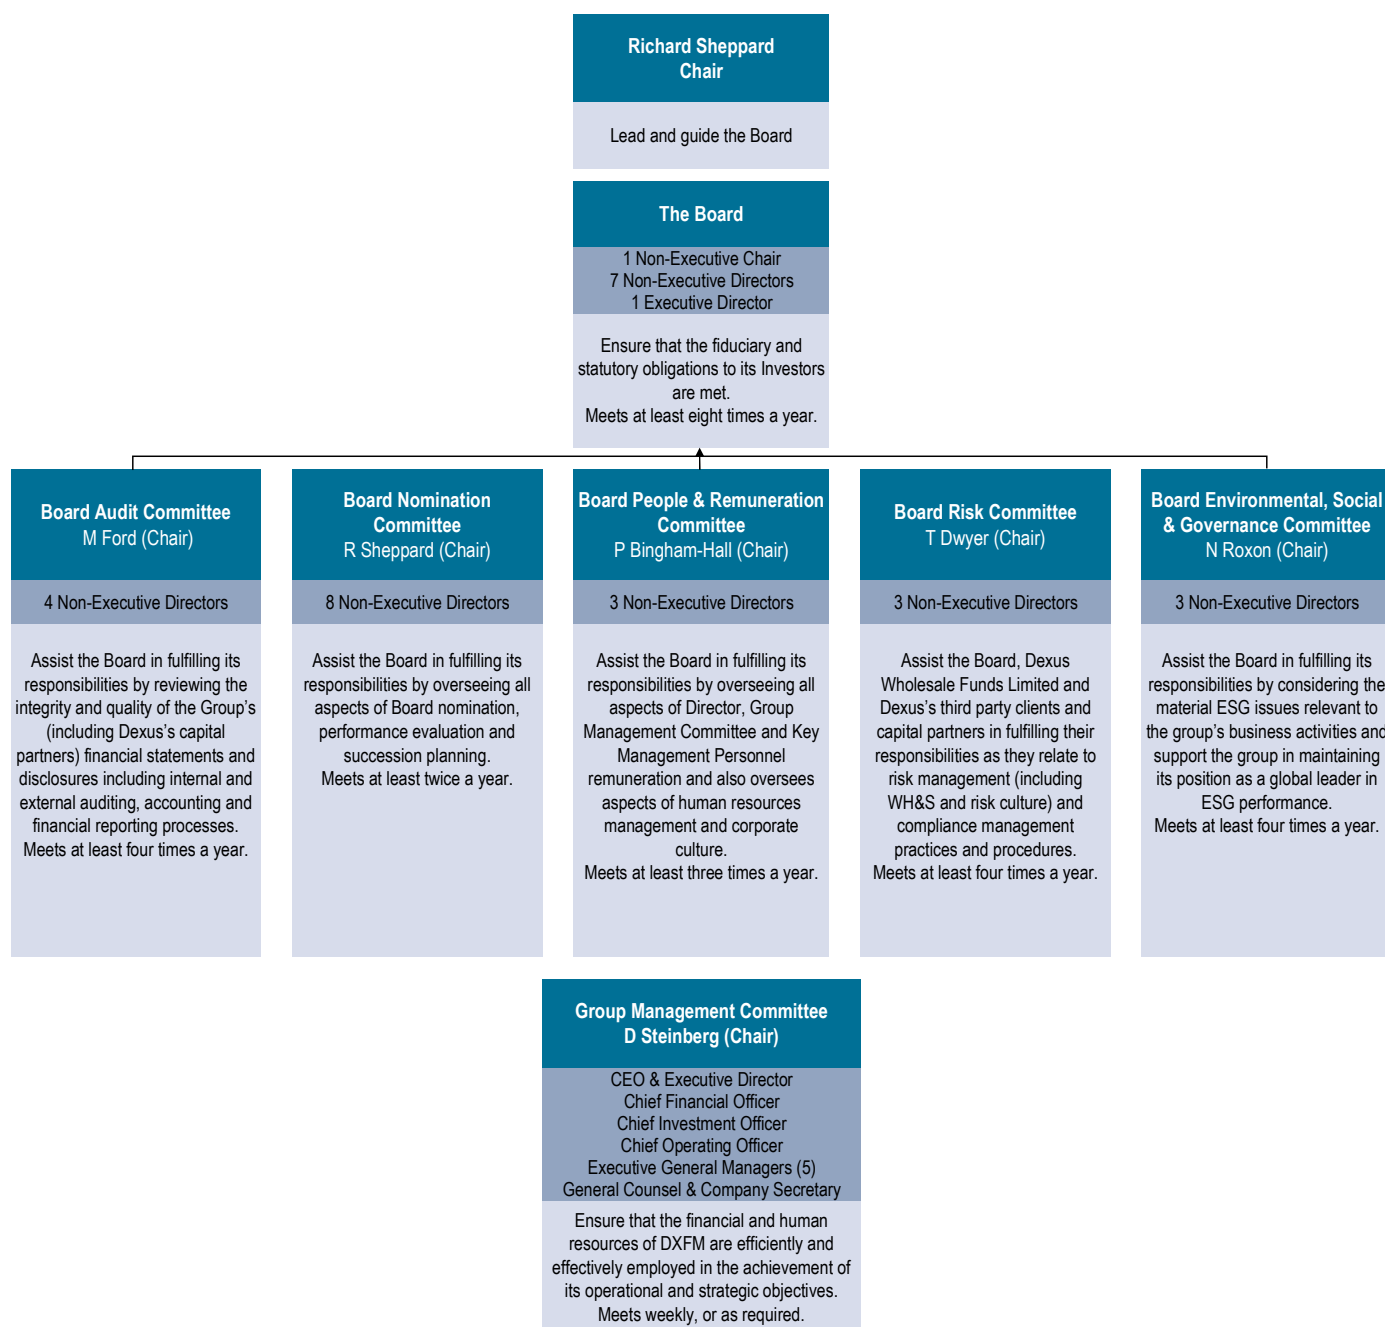 Richard Sheppard
Chair
Lead and guide the Board
The Board
1 Non-Executive Chair
7 Non-Executive Directors
1 Executive Director
Ensure that the fiduciary and
statutory obligations to its Investors
are met.
Meets at least eight times a year.
Board Audit Committee
M Ford (Chair)
4 Non-Executive Directors
Assist the Board in fulfilling its
responsibilities by reviewing the
integrity and quality of the Group's
(including Dexus's capital
partners) financial statements and
disclosures including internal and
external auditing, accounting and
financial reporting processes.
Meets at least four times a year.
Board Nomination
Committee
R Sheppard (Chair)
8 Non-Executive Directors
Assist the Board in fulfilling its
responsibilities by overseeing all
aspects of Board nomination,
performance evaluation and
succession planning.
Meets at least twice a year.
Board People & Remuneration
Committee
P Bingham-Hall (Chair)
3 Non-Executive Directors
Assist the Board in fulfilling its
responsibilities by overseeing all
aspects of Director, Group
Management Committee and Key
Management Personnel
remuneration and also oversees
aspects of human resources
management and corporate
culture.
Meets at least three times a year.
Board Risk Committee
T Dwyer (Chair)
3 Non-Executive Directors
Assist the Board, Dexus
Wholesale Funds Limited and
Dexus's third party clients and
capital partners in fulfilling their
responsibilities as they relate to
risk management (including
WH&S and risk culture) and
compliance management
practices and procedures.
Meets at least four times a year.
Board Environmental, Social
& Governance Committee
N Roxon (Chair)
3 Non-Executive Directors
Assist the Board in fulfilling its
responsibilities by considering the
material ESG issues relevant to
the group's business activities and
support the group in maintaining
its position as a global leader in
ESG performance.
Meets at least four times a year.
Group Management Committee
D Steinberg (Chair)
CEO & Executive Director
Chief Financial Officer
Chief Investment Officer
Chief Operating Officer
Executive General Managers (5)
General Counsel & Company Secretary
Ensure that the financial and human
resources of DXFM are efficiently and
effectively employed in the achievement of
its operational and strategic objectives.
Meets weekly, or as required.